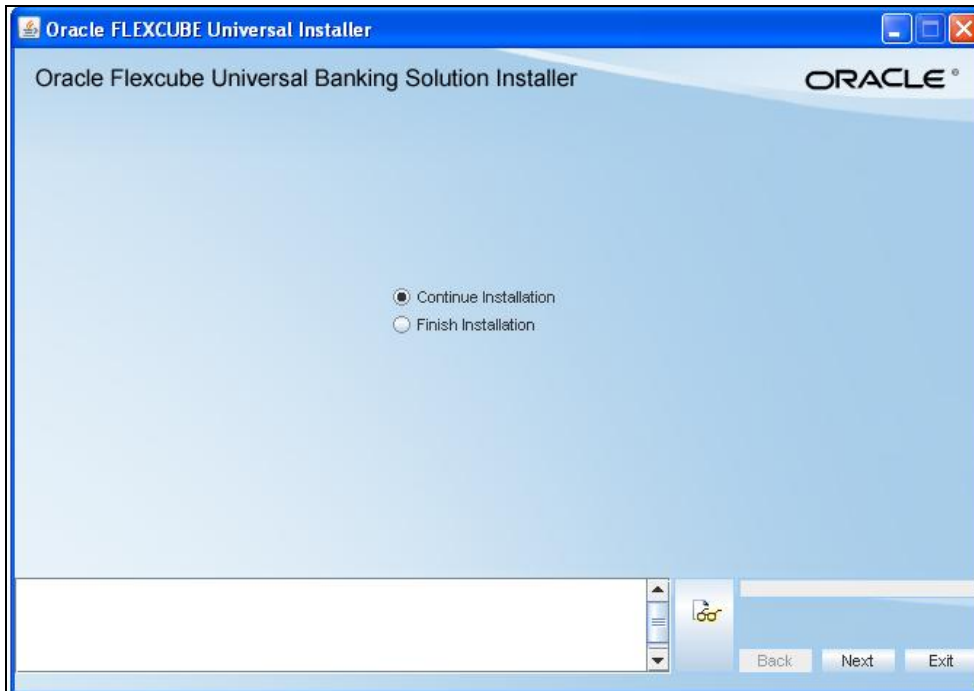 Oracle FLEXCUBE Universal Installer
Oracle Flexcube Universal Banking Solution Installer
ORACLE®
Continue Installation
Finish Installation
Back Next Exit